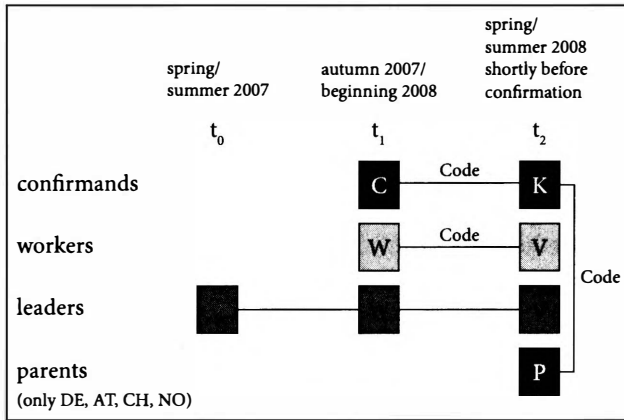 spring/
summer 2007
autumn 2007/
beginning 2008
spring/
summer 2008
shortly before
confirmation
t0
t1
t2
confirmands
C
Code
K
workers
W
Code
V
Code
leaders
parents
P
(only DE, AT, CH, NO)